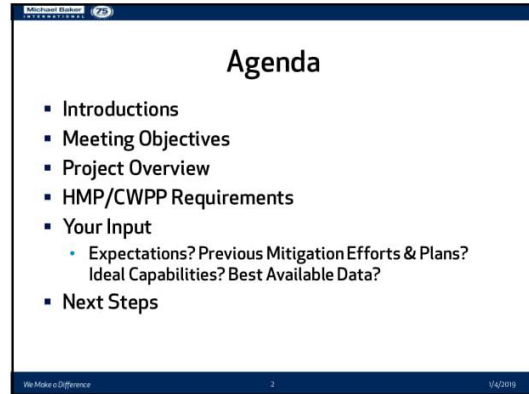 Michael Baker 75
INTERNATIONAL
Agenda
▪ Introductions
▪ Meeting Objectives
▪ Project Overview
▪ HMP/CWPP Requirements
▪ Your Input
• Expectations? Previous Mitigation Efforts & Plans?
Ideal Capabilities? Best Available Data?
▪ Next Steps
We Make a Difference 2 1/4/2019